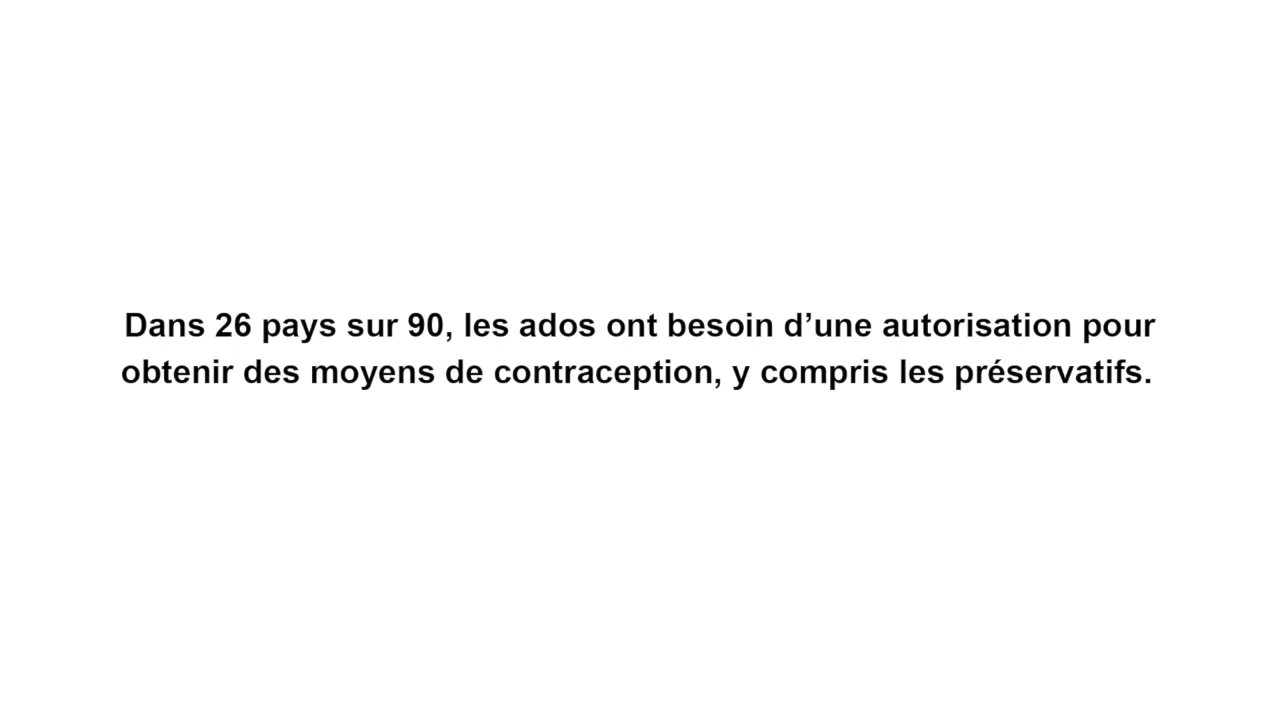 Dans 26 pays sur 90, les ados ont besoin d’une autorisation pour
obtenir des moyens de contraception, y compris les préservatifs.